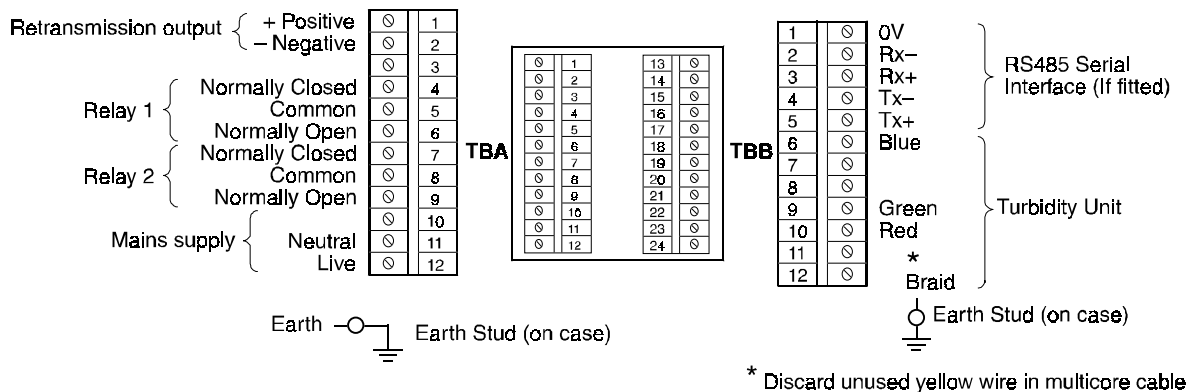 Retransmission output
+ Positive 1
– Negative 2
3
Relay 1
Normally Closed 4
Common 5
Normally Open 6
Relay 2
Normally Closed 7
Common 8
Normally Open 9
10
Mains supply
Neutral 11
Live 12
TBA
1 13
2 14
3 15
4 16
5 17
6 18
7 19
8 20
9 21
10 22
11 23
12 24
TBB
1 0V
2 Rx–
3 Rx+
4 Tx–
5 Tx+
RS485 Serial
Interface (If fitted)
6 Blue
7
8
9 Green
10 Red
11 *
12 Braid
Turbidity Unit
Earth
Earth Stud (on case)
Earth Stud (on case)
* Discard unused yellow wire in multicore cable